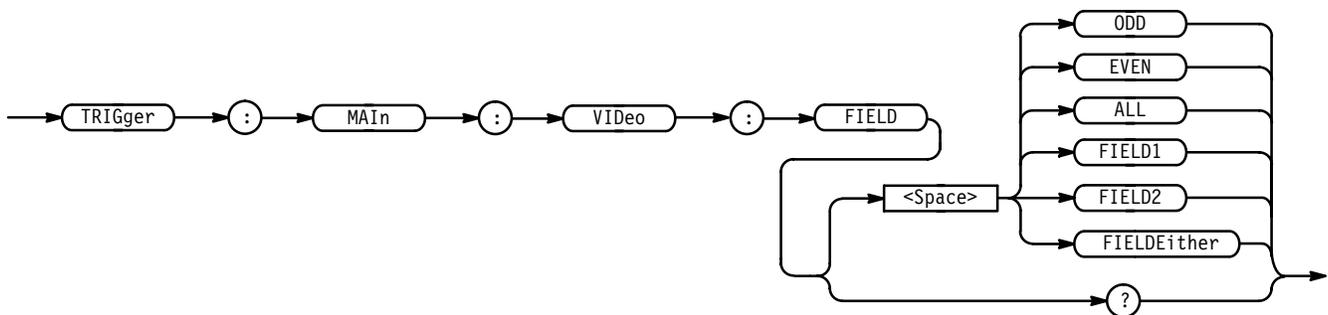 TRIGger : MAIn : VIDeo : FIELD
<Space>
ODD
EVEN
ALL
FIELD1
FIELD2
FIELDEither
?